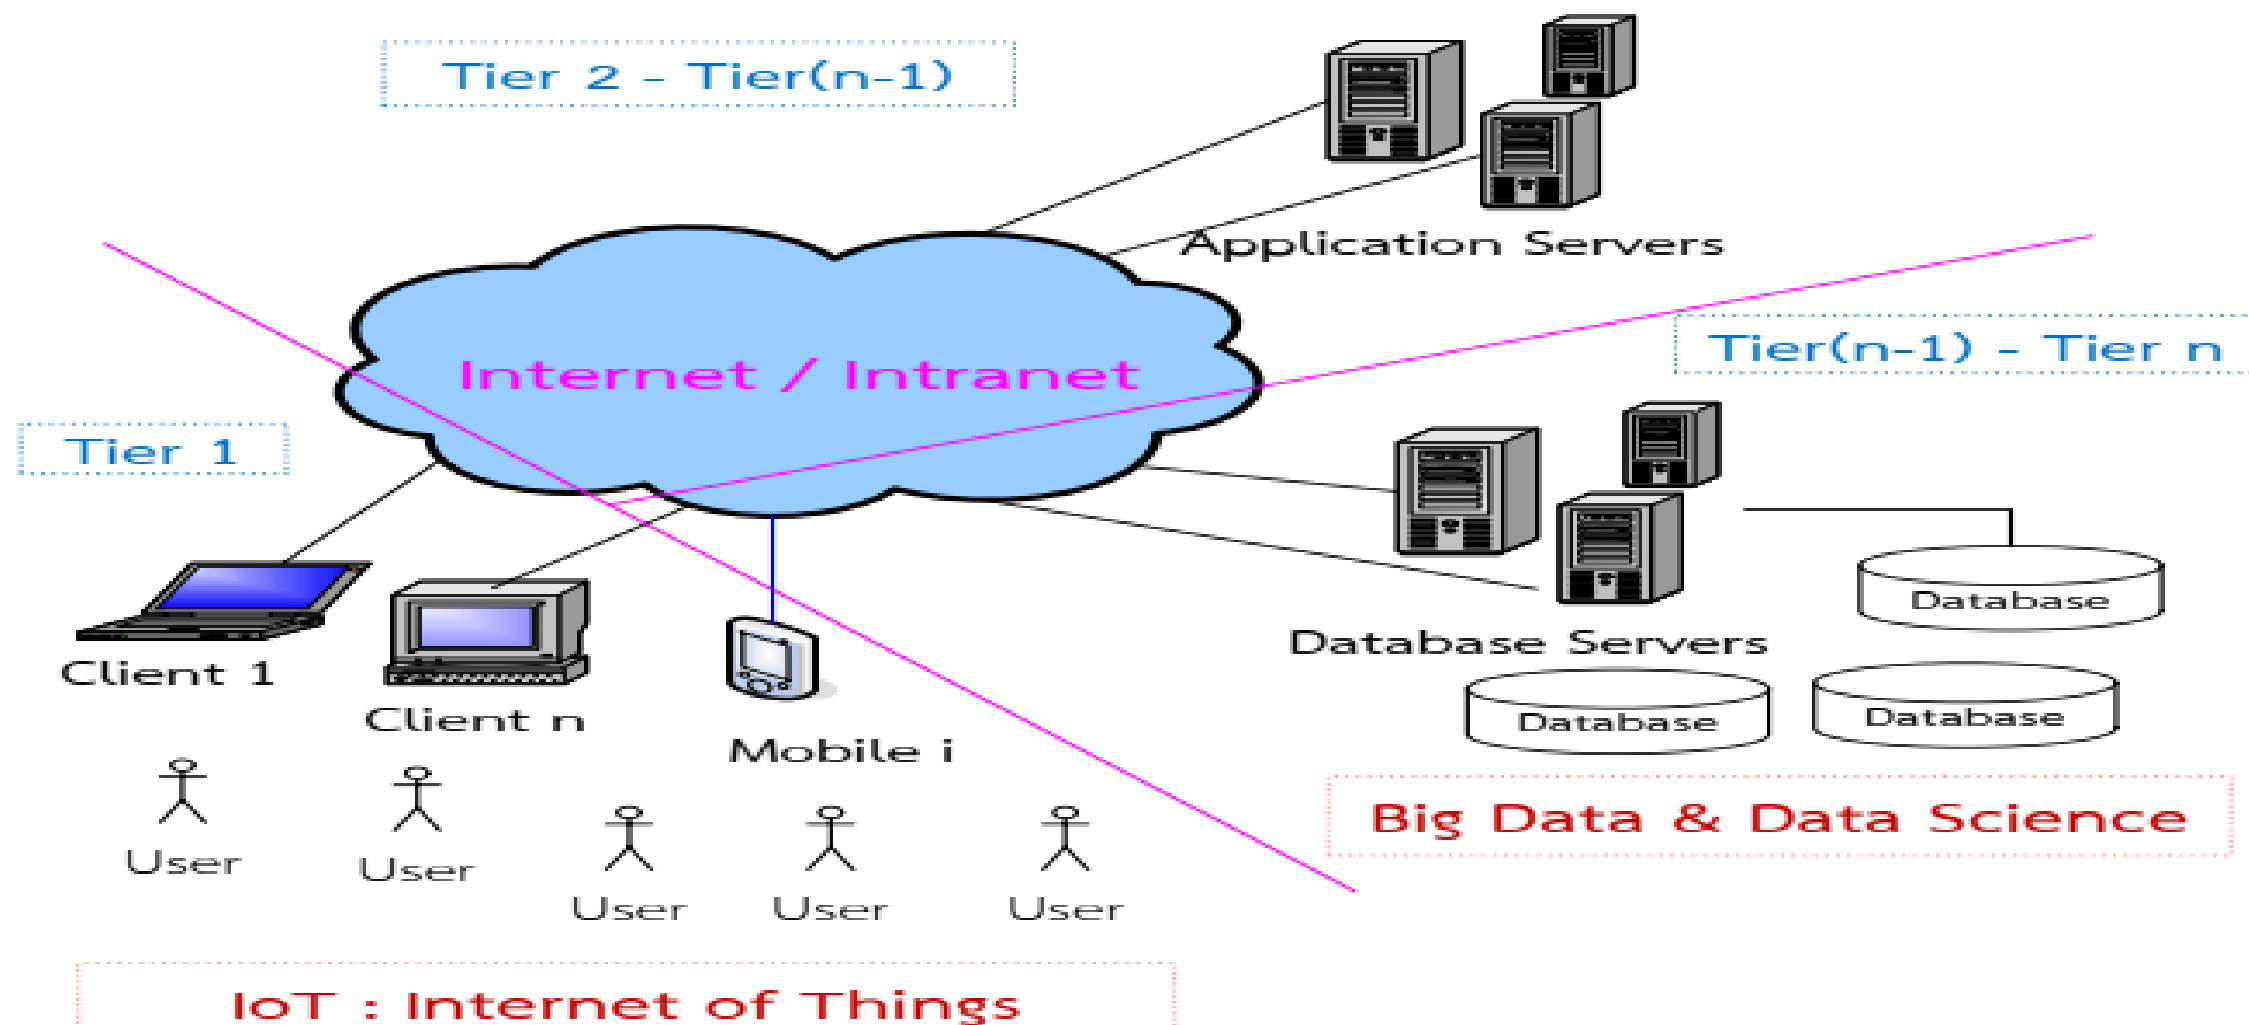 Tier 2 - Tier(n-1)
Application Servers
Internet / Intranet
Tier(n-1) - Tier n
Tier 1
Client 1
Client n
Mobile i
Database Servers
Database
Database
Database
Big Data & Data Science
User
User
User
User
User
IoT : Internet of Things